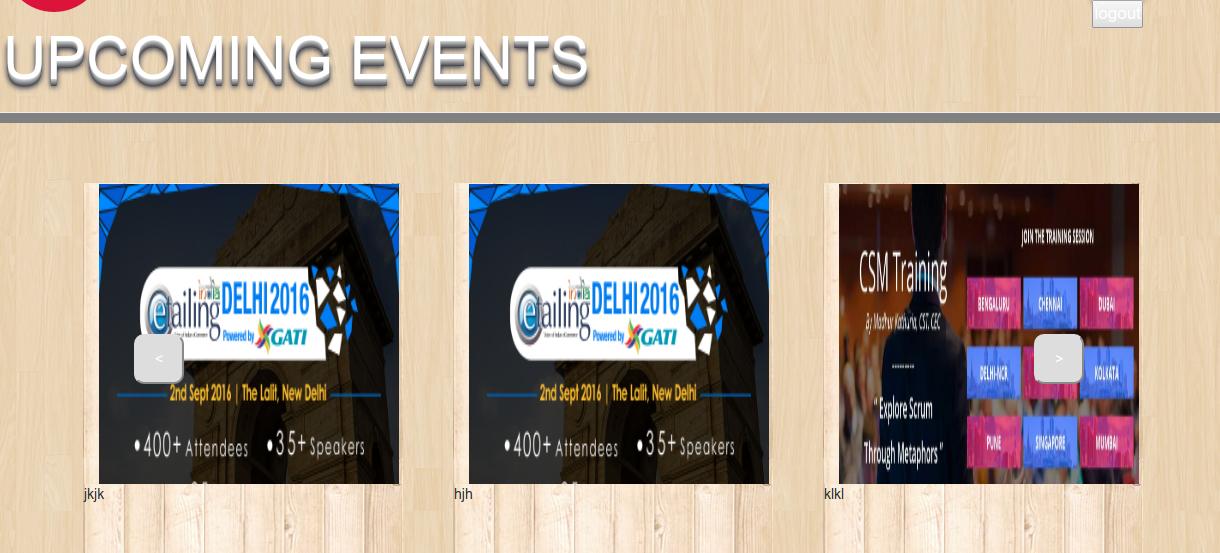 logout
UPCOMING EVENTS
etailing
india
DELHI 2016
Powered by GATI
2nd Sept 2016 | The Lalit, New Delhi
•400+ Attendees •35+ Speakers
<
jkjk
etailing
india
DELHI 2016
Powered by GATI
2nd Sept 2016 | The Lalit, New Delhi
•400+ Attendees •35+ Speakers
hjh
JOIN THE TRAINING SESSION
CSM Training
By Madhur Kathuria, CST, CEC
----------
“ Explore Scrum
Through Metaphors ”
BENGALURU CHENNAI DUBAI
DELHI-NCR KOLKATA
PUNE SINGAPORE MUMBAI
>
klkl